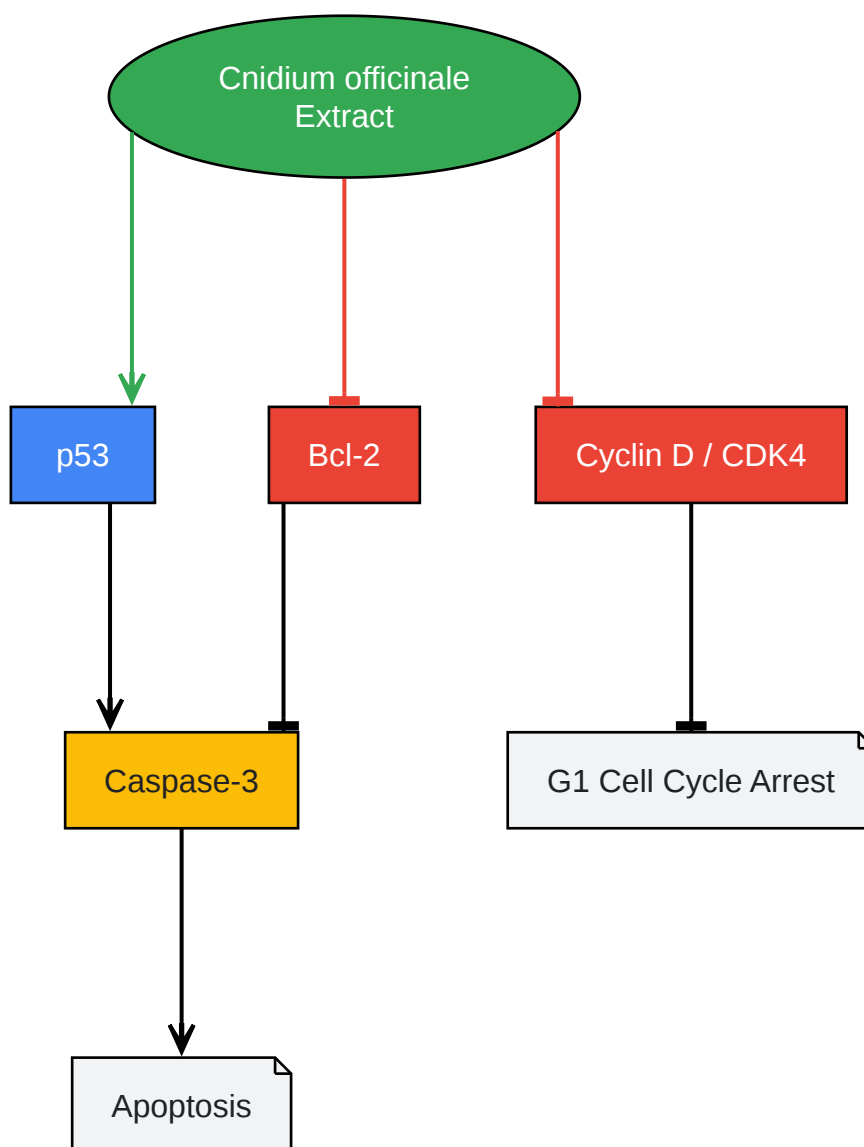 Cnidium officinale
Extract
p53
Bcl-2
Cyclin D / CDK4
Caspase-3
G1 Cell Cycle Arrest
Apoptosis